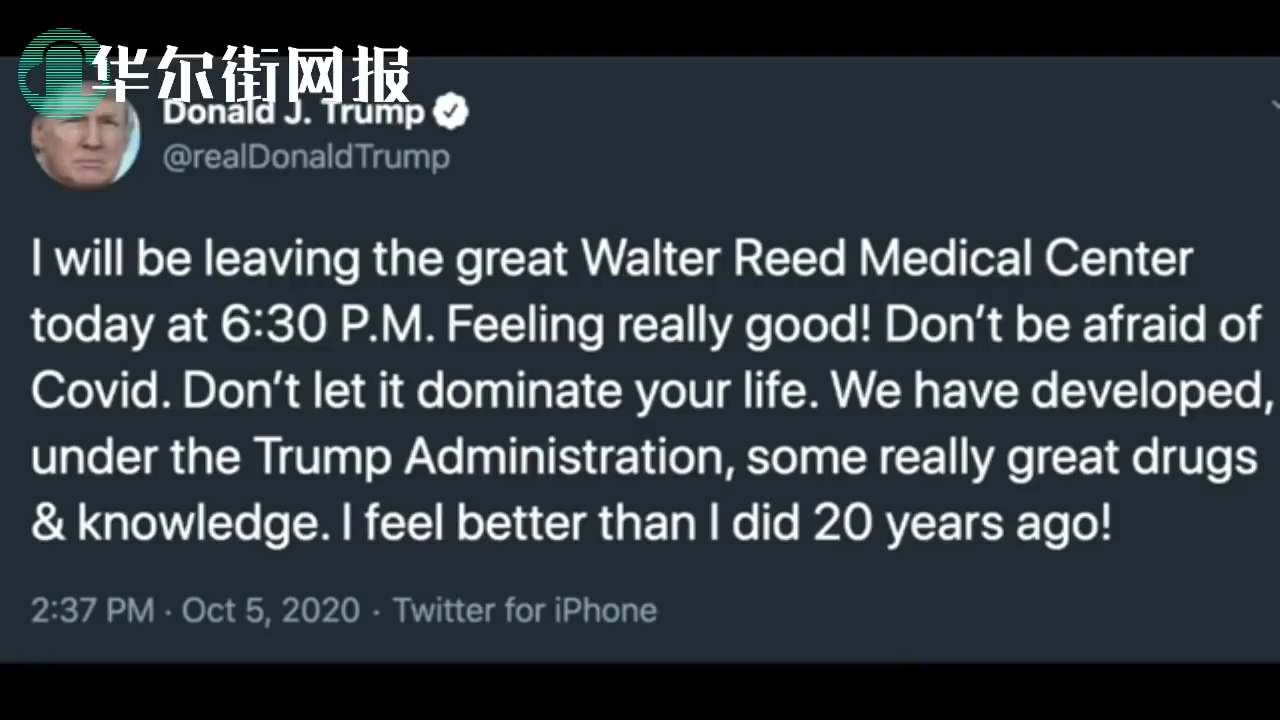 华尔街网报
Donald J. Trump
@realDonaldTrump
I will be leaving the great Walter Reed Medical Center
today at 6:30 P.M. Feeling really good! Don’t be afraid of
Covid. Don’t let it dominate your life. We have developed,
under the Trump Administration, some really great drugs
& knowledge. I feel better than I did 20 years ago!
2:37 PM · Oct 5, 2020 · Twitter for iPhone